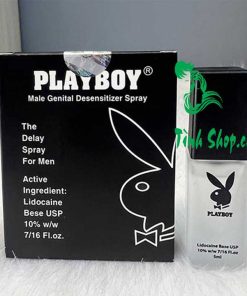 PLAYBOY®
Male Genital Desensitizer Spray
The
Delay
Spray
For Men
Active
Ingredient:
Lidocaine
Bese USP
10% w/w
7/16 Fl.oz.
Tình Shop.c
PLAYBOY
Lidocaine Base USP
10% w/w 7/16 Fl.oz
5ml